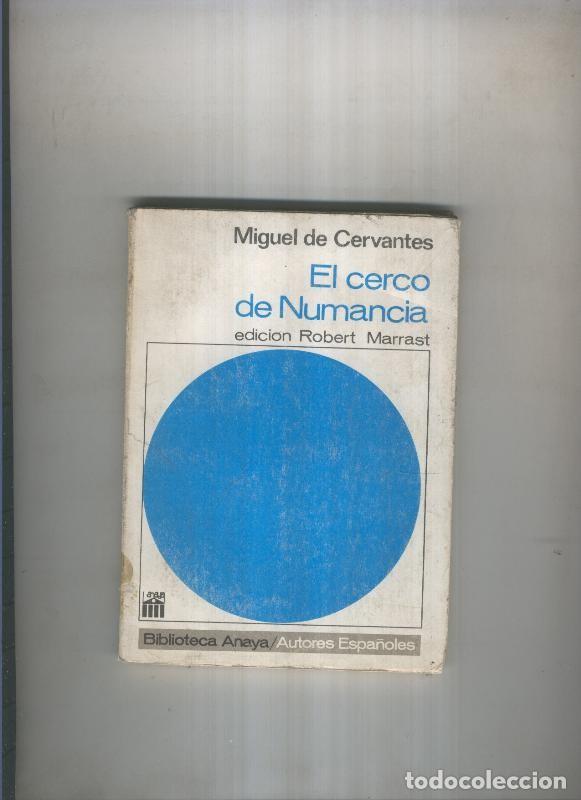 Miguel de Cervantes
El cerco
de Numancia
edicion Robert Marrast
anaya
Biblioteca Anaya/Autores Españoles
todocoleccion